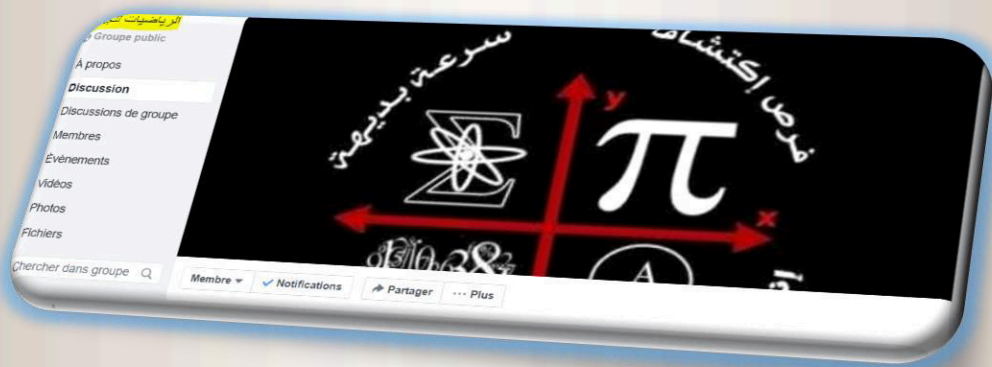 الرياضيات
Groupe public
À propos
Discussion
Discussions de groupe
Membres
Évènements
Vidéos
Photos
Fichiers
Chercher dans groupe
Membre
Notifications
Partager
Plus
سرعة بديهة
فرص إكتشاف
y
π
Σ
x
A